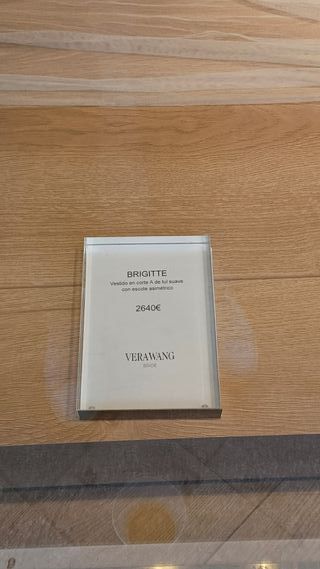 BRIGITTE
Vestido en corte A de tul suave
con escote asimétrico
2640€
VERAWANG
BRIDE